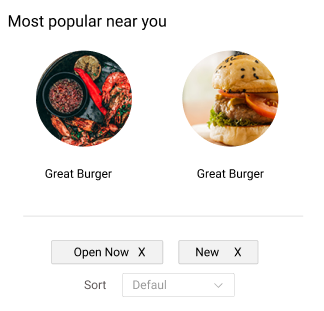 Most popular near you
Great Burger
Great Burger
Open Now X
New X
Sort
Defaul